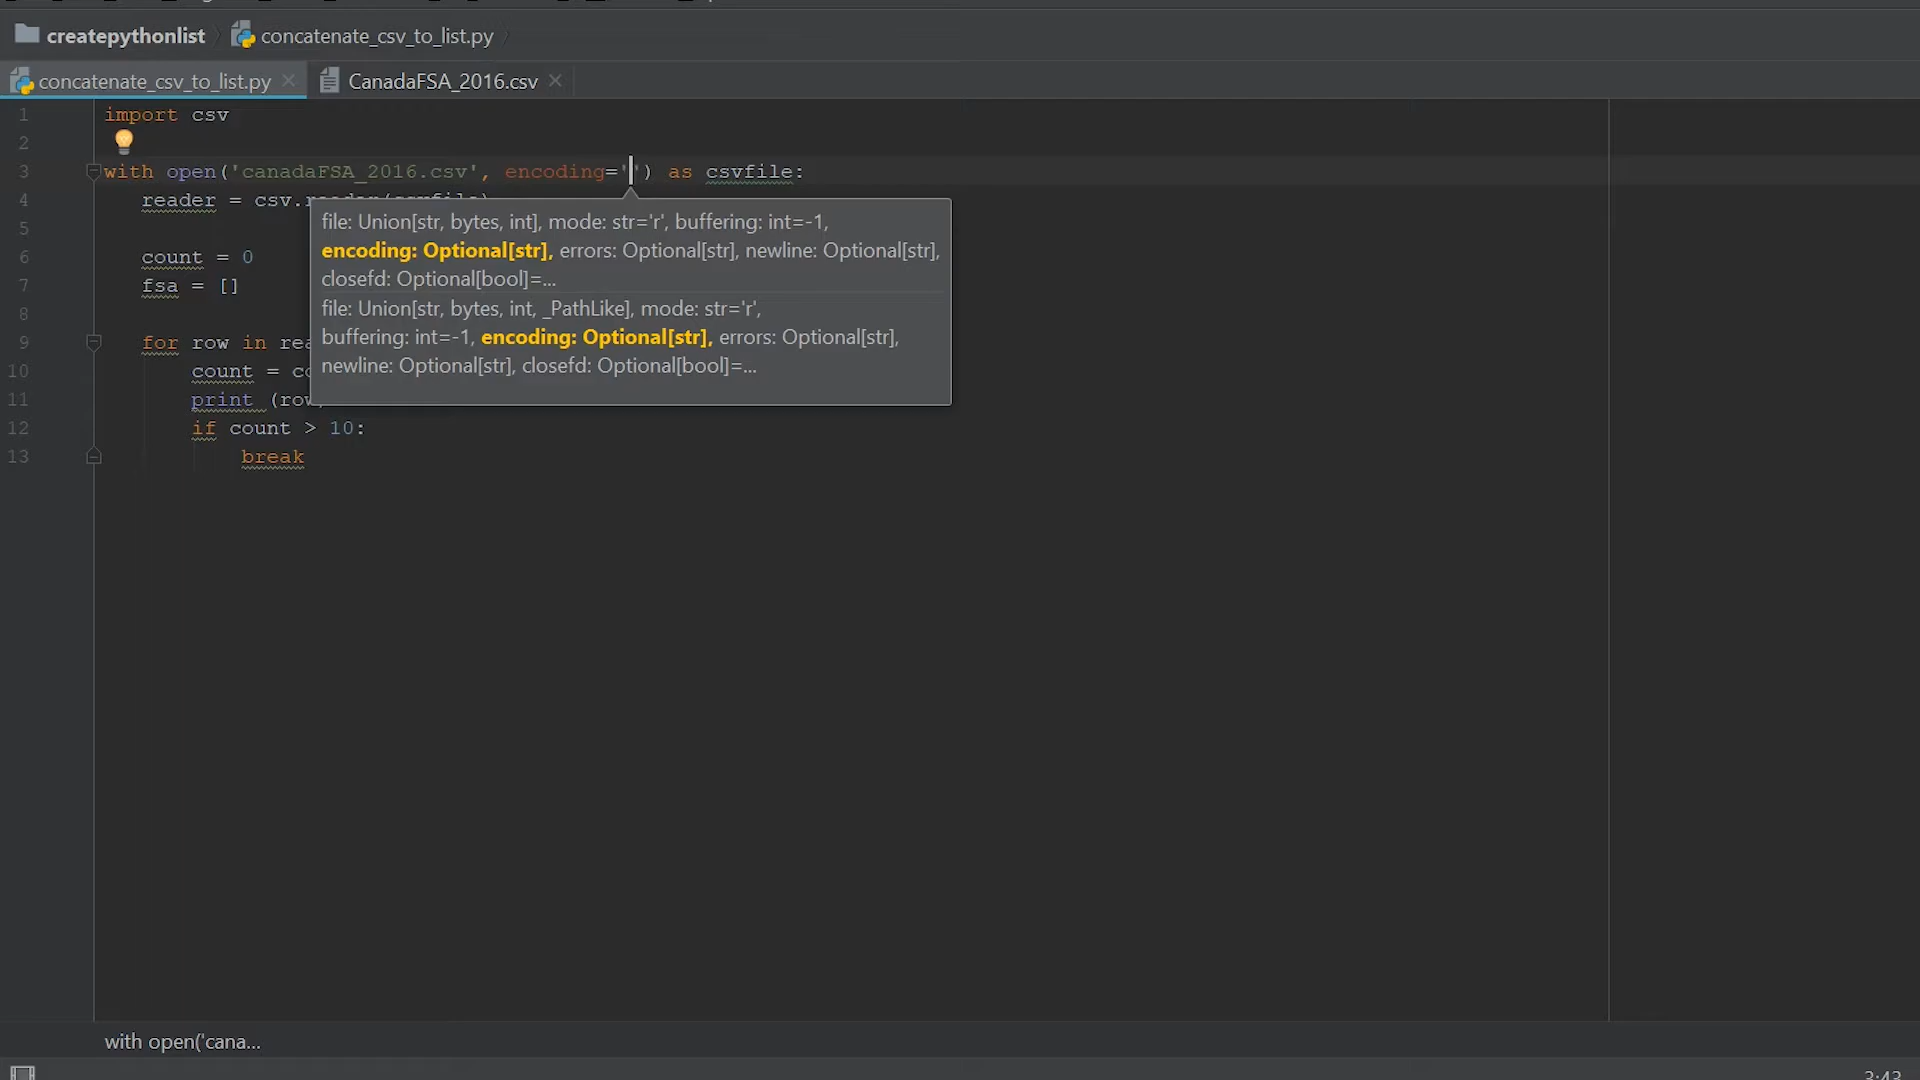 createpythonlist concatenate_csv_to_list.py
concatenate_csv_to_list.py CanadaFSA_2016.csv
1 import csv
2
3 with open('canadaFSA_2016.csv', encoding='') as csvfile:
4 reader = csv.reader(csvfile)
5
6 count = 0
7 fsa = []
8
9 for row in rea
10 count = co
11 print (row
12 if count > 10:
13 break
file: Union[str, bytes, int], mode: str='r', buffering: int=-1,
encoding: Optional[str], errors: Optional[str], newline: Optional[str],
closefd: Optional[bool]=...
file: Union[str, bytes, int, _PathLike], mode: str='r',
buffering: int=-1, encoding: Optional[str], errors: Optional[str],
newline: Optional[str], closefd: Optional[bool]=...
with open('cana...
3:43